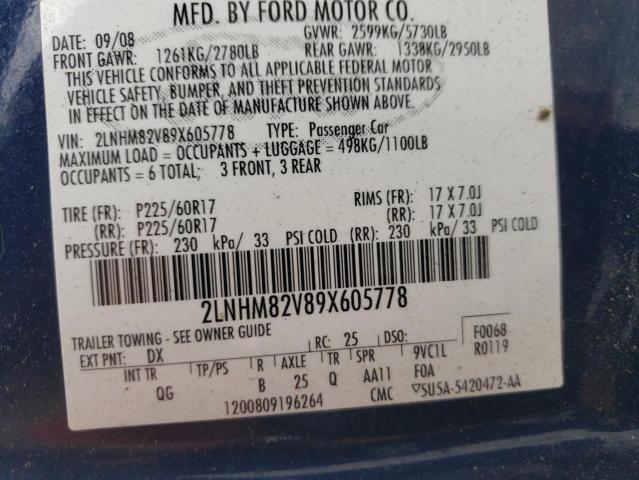 MFD. BY FORD MOTOR CO.
DATE: 09/08 GVWR: 2599KG/5730LB
FRONT GAWR: 1261KG/2780LB REAR GAWR: 1338KG/2950LB
THIS VEHICLE CONFORMS TO ALL APPLICABLE FEDERAL MOTOR
VEHICLE SAFETY, BUMPER, AND THEFT PREVENTION STANDARDS
IN EFFECT ON THE DATE OF MANUFACTURE SHOWN ABOVE.
VIN: 2LNHM82V89X605778 TYPE: Passenger Car
MAXIMUM LOAD = OCCUPANTS + LUGGAGE = 498KG/1100LB
OCCUPANTS = 6 TOTAL; 3 FRONT, 3 REAR
TIRE (FR): P225/60R17 RIMS (FR): 17 X 7.0J
(RR): P225/60R17 (RR): 17 X 7.0J
PRESSURE (FR): 230 kPa/ 33 PSI COLD (RR): 230 kPa/ 33 PSI COLD
2LNHM82V89X605778
TRAILER TOWING - SEE OWNER GUIDE
EXT PNT: DX RC: 25 DSO: F0068
INT TR TP/PS R AXLE TR SPR 9VC1L R0119
QG B 25 Q AA11 FOA
1200809196264 CMC ▽5U5A-5420472-AA